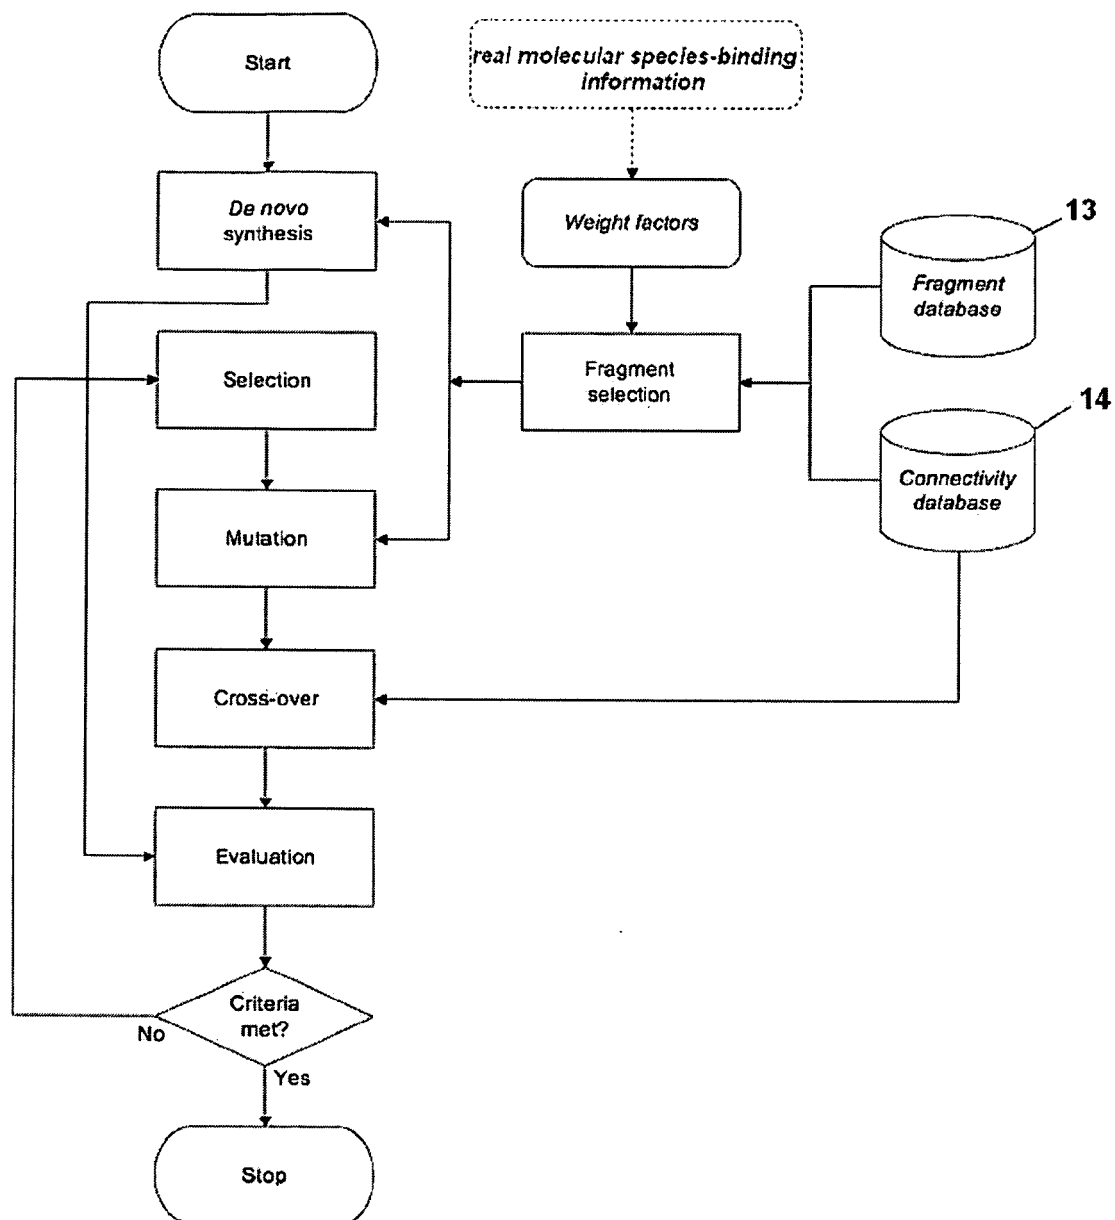 Start
real molecular species-binding
information
De novo
synthesis
Weight factors
13
Fragment
database
Selection
Fragment
selection
14
Connectivity
database
Mutation
Cross-over
Evaluation
Criteria
met?
No
Yes
Stop